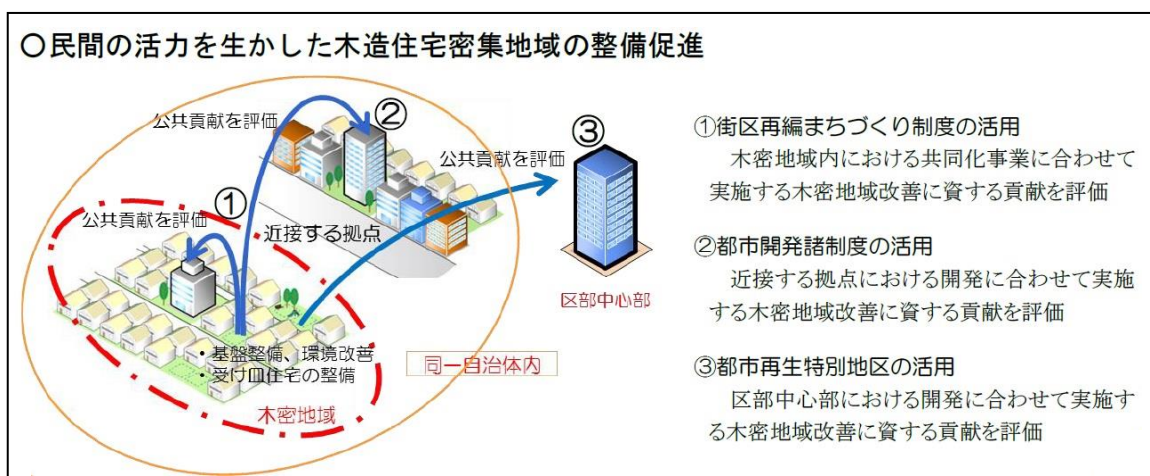 ○民間の活力を生かした木造住宅密集地域の整備促進
公共貢献を評価
②
公共貢献を評価
③
①
公共貢献を評価
近接する拠点
区部中心部
・基盤整備、環境改善
・受け皿住宅の整備
同一自治体内
木密地域
①街区再編まちづくり制度の活用
木密地域内における共同化事業に合わせて
実施する木密地域改善に資する貢献を評価
②都市開発諸制度の活用
近接する拠点における開発に合わせて実施
する木密地域改善に資する貢献を評価
③都市再生特別地区の活用
区部中心部における開発に合わせて実施す
る木密地域改善に資する貢献を評価